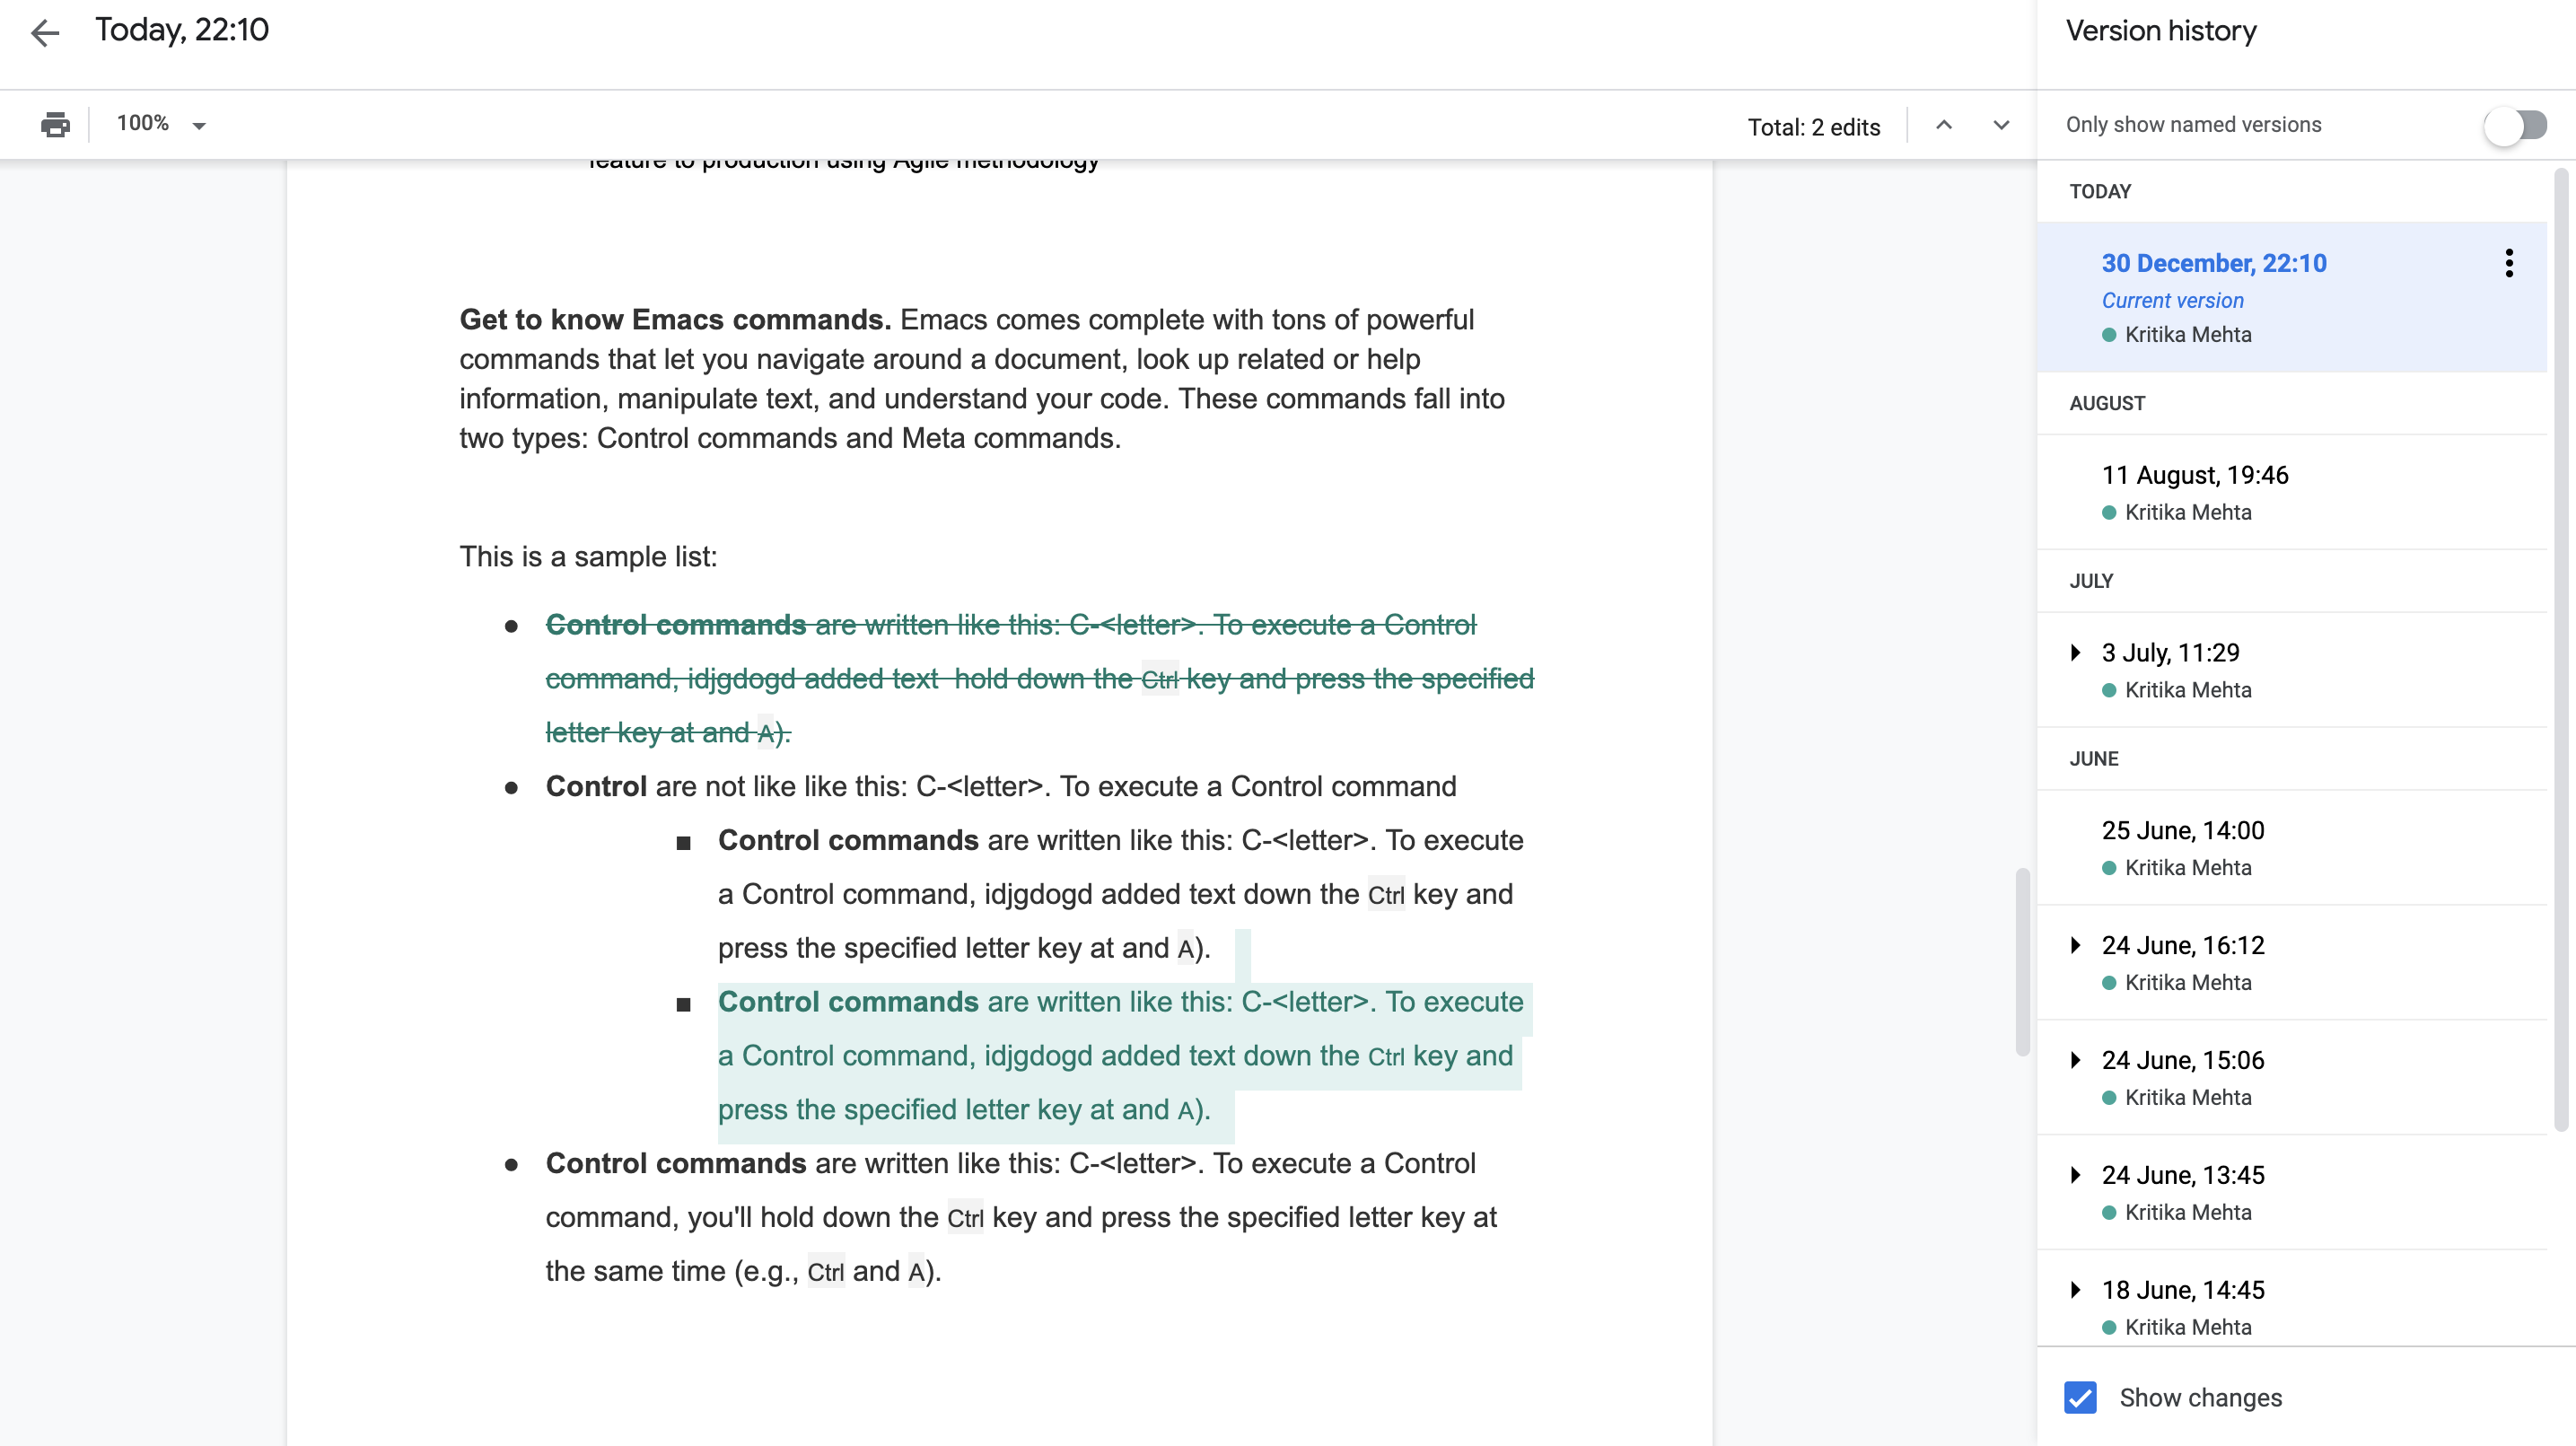 Today, 22:10
100%
Total: 2 edits
feature to production using Agile methodology
Get to know Emacs commands. Emacs comes complete with tons of powerful
commands that let you navigate around a document, look up related or help
information, manipulate text, and understand your code. These commands fall into
two types: Control commands and Meta commands.
This is a sample list:
● Control commands are written like this: C-<letter>. To execute a Control
command, idjgdogd added text  hold down the Ctrl key and press the specified
letter key at and A).
● Control are not like like this: C-<letter>. To execute a Control command
■ Control commands are written like this: C-<letter>. To execute
a Control command, idjgdogd added text down the Ctrl key and
press the specified letter key at and A).
■ Control commands are written like this: C-<letter>. To execute
a Control command, idjgdogd added text down the Ctrl key and
press the specified letter key at and A).
● Control commands are written like this: C-<letter>. To execute a Control
command, you'll hold down the Ctrl key and press the specified letter key at
the same time (e.g., Ctrl and A).
Version history
Only show named versions
TODAY
30 December, 22:10
Current version
Kritika Mehta
AUGUST
11 August, 19:46
Kritika Mehta
JULY
3 July, 11:29
Kritika Mehta
JUNE
25 June, 14:00
Kritika Mehta
24 June, 16:12
Kritika Mehta
24 June, 15:06
Kritika Mehta
24 June, 13:45
Kritika Mehta
18 June, 14:45
Kritika Mehta
Show changes